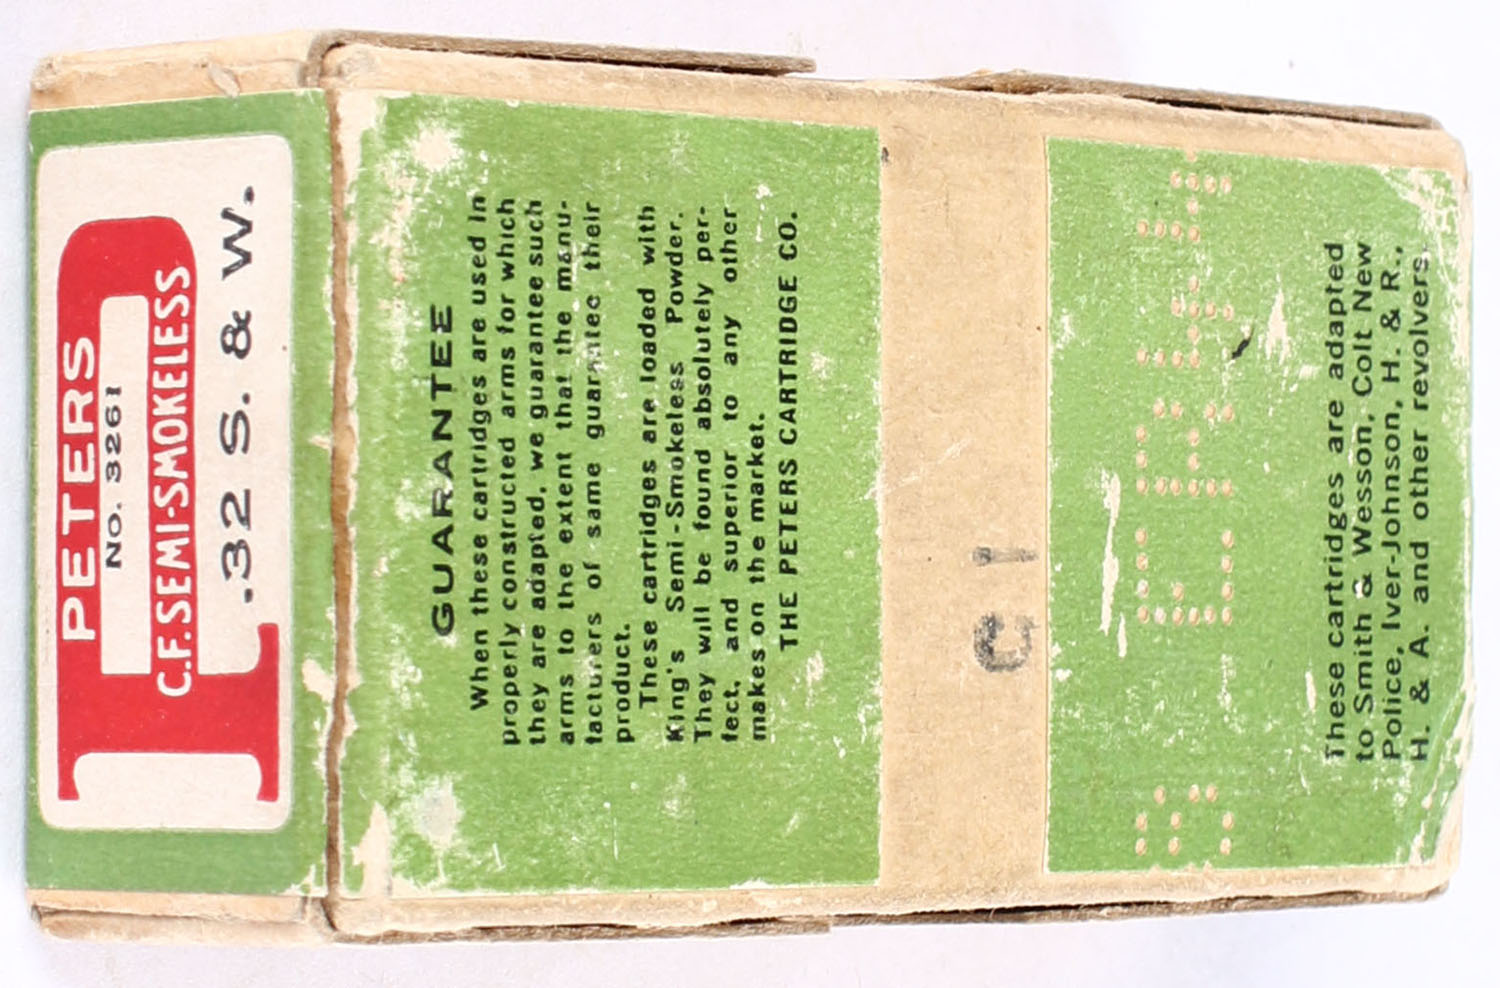 PETERS
NO. 3261
C.F. SEMI-SMOKELESS
.32 S. & W.
GUARANTEE
When these cartridges are used in
properly constructed arms for which
they are adapted, we guarantee such
arms to the extent that the manu-
facturers of same guarantee their
product.
These cartridges are loaded with
King's Semi-Smokeless Powder.
They will be found absolutely per-
fect, and superior to any other
makes on the market.
THE PETERS CARTRIDGE CO.
C I
These cartridges are adapted
to Smith & Wesson, Colt New
Police, Iver-Johnson, H. & R.,
H. & A. and other revolvers.